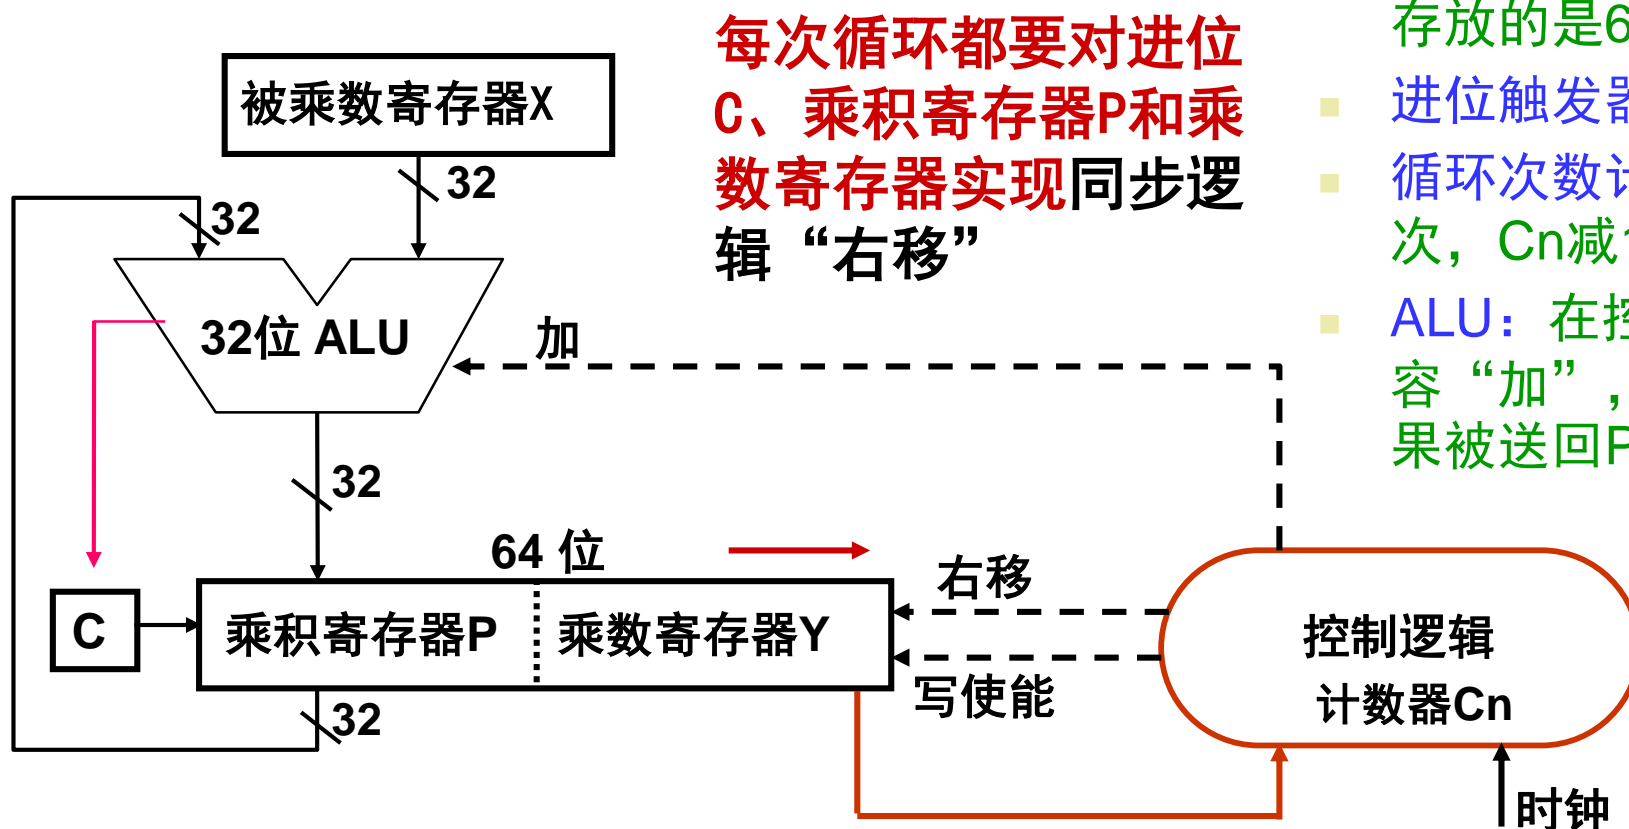 每次循环都要对进位
C、乘积寄存器P和乘
数寄存器实现同步逻
辑“右移”
存放的是6
进位触发器
循环次数计
次，Cn减1
ALU：在控
容“加”，
果被送回P
被乘数寄存器X
32
32
32位 ALU
加
32
64 位
右移
C
乘积寄存器P
乘数寄存器Y
写使能
32
控制逻辑
计数器Cn
时钟